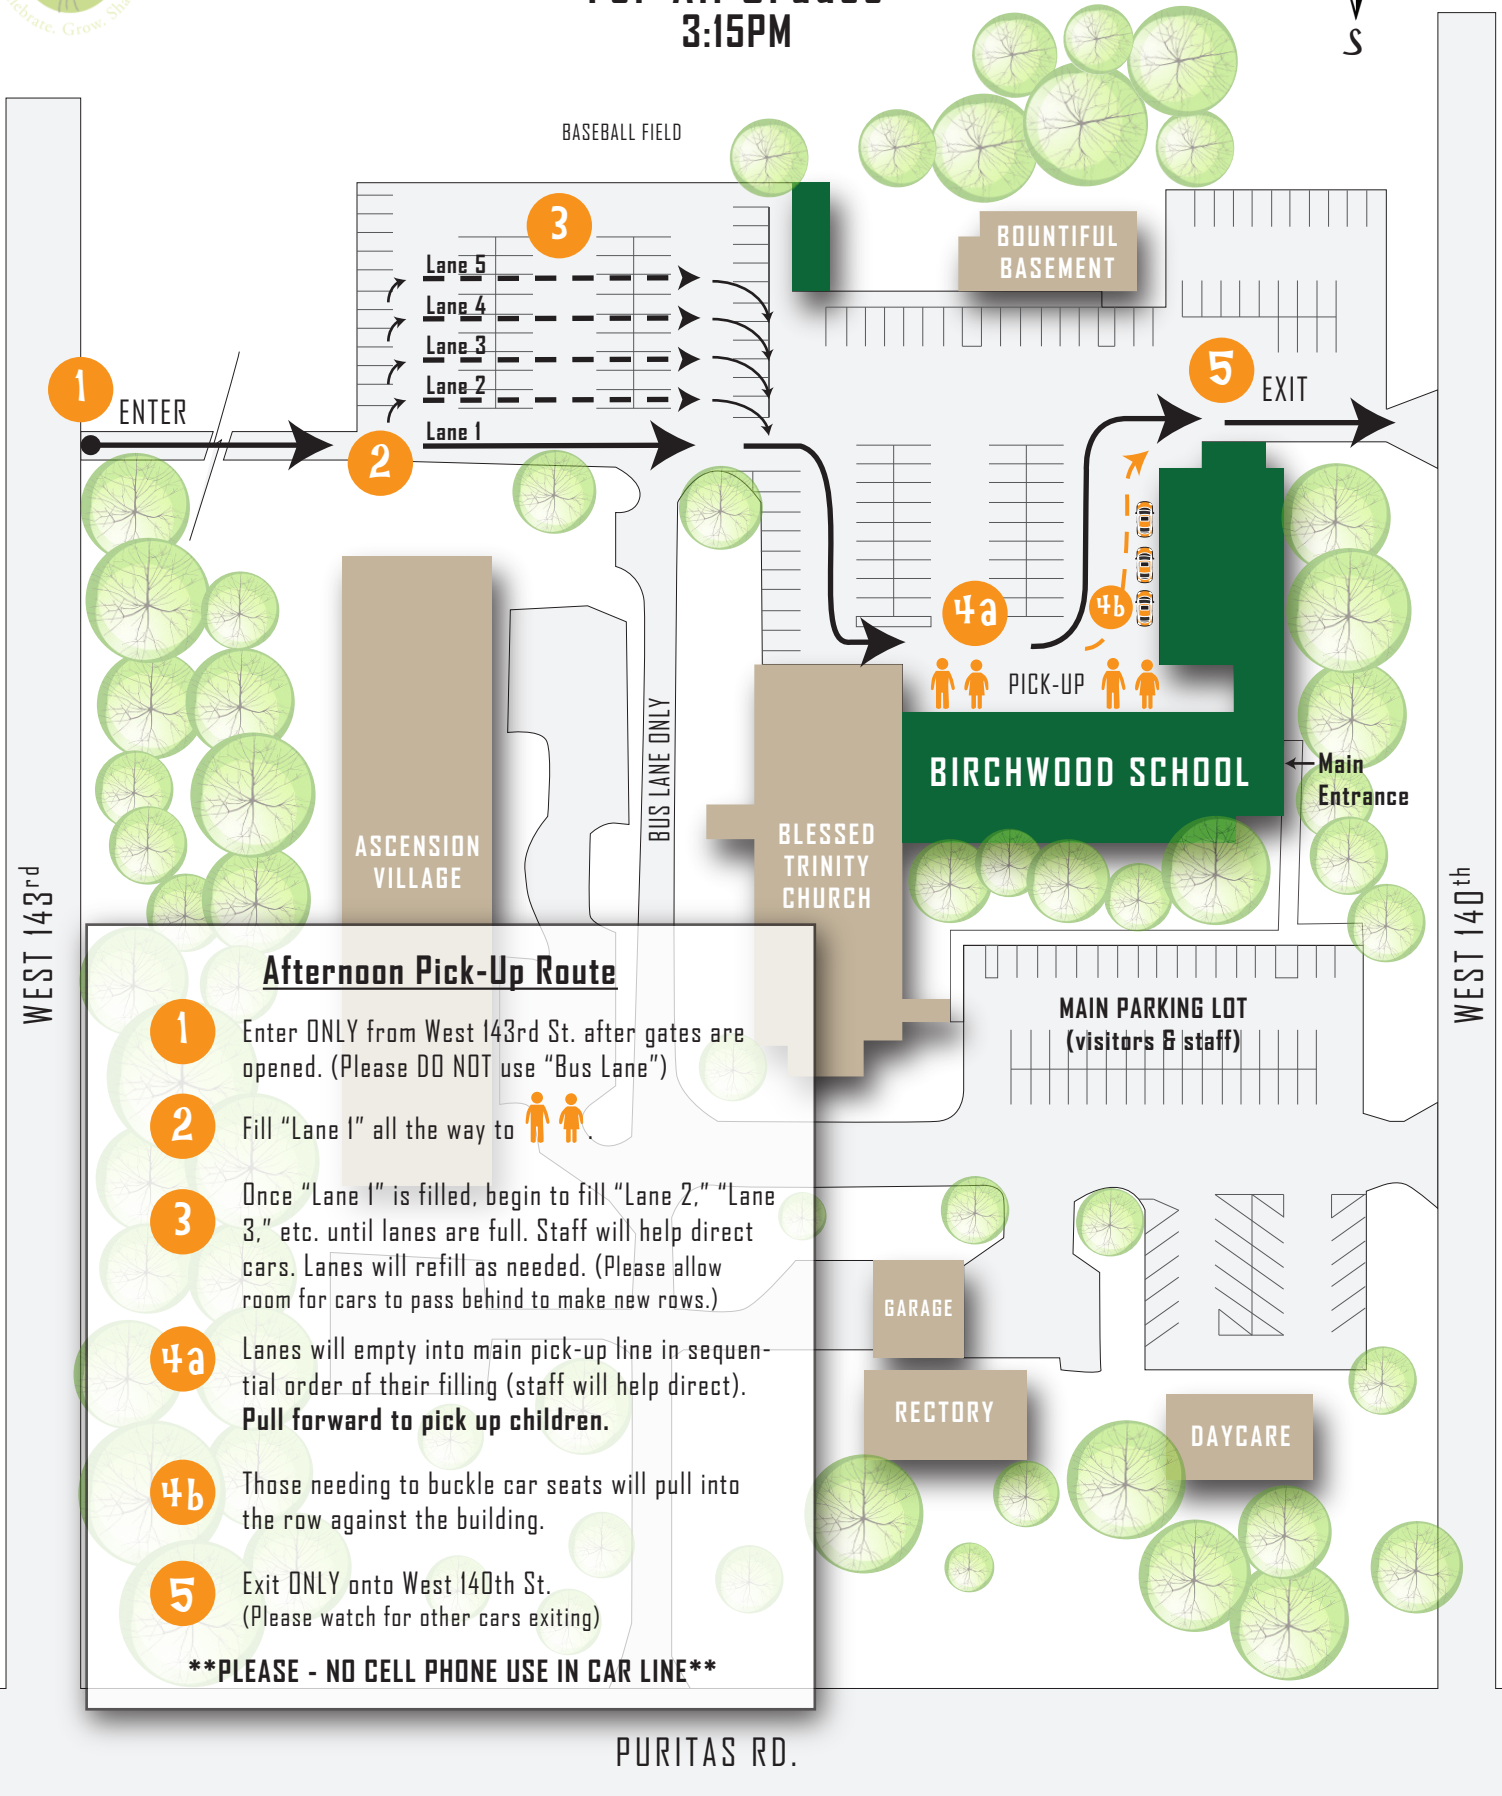 Celebrate. Grow. Sha
For All Grades
3:15PM
S
BASEBALL FIELD
3
BOUNTIFUL
BASEMENT
Lane 5
Lane 4
Lane 3
Lane 2
Lane 1
1
ENTER
2
5
EXIT
4a
4b
PICK-UP
BIRCHWOOD SCHOOL
Main
Entrance
BUS LANE ONLY
ASCENSION
VILLAGE
BLESSED
TRINITY
CHURCH
WEST 143rd
WEST 140th
MAIN PARKING LOT
(visitors & staff)
Afternoon Pick-Up Route
1
Enter ONLY from West 143rd St. after gates are
opened. (Please DO NOT use “Bus Lane”)
2
Fill “Lane 1” all the way to .
3
Once “Lane 1” is filled, begin to fill “Lane 2,” “Lane
3,” etc. until lanes are full. Staff will help direct
cars. Lanes will refill as needed. (Please allow
room for cars to pass behind to make new rows.)
4a
Lanes will empty into main pick-up line in sequen-
tial order of their filling (staff will help direct).
Pull forward to pick up children.
4b
Those needing to buckle car seats will pull into
the row against the building.
5
Exit ONLY onto West 140th St.
(Please watch for other cars exiting)
**PLEASE - NO CELL PHONE USE IN CAR LINE**
GARAGE
RECTORY
DAYCARE
PURITAS RD.